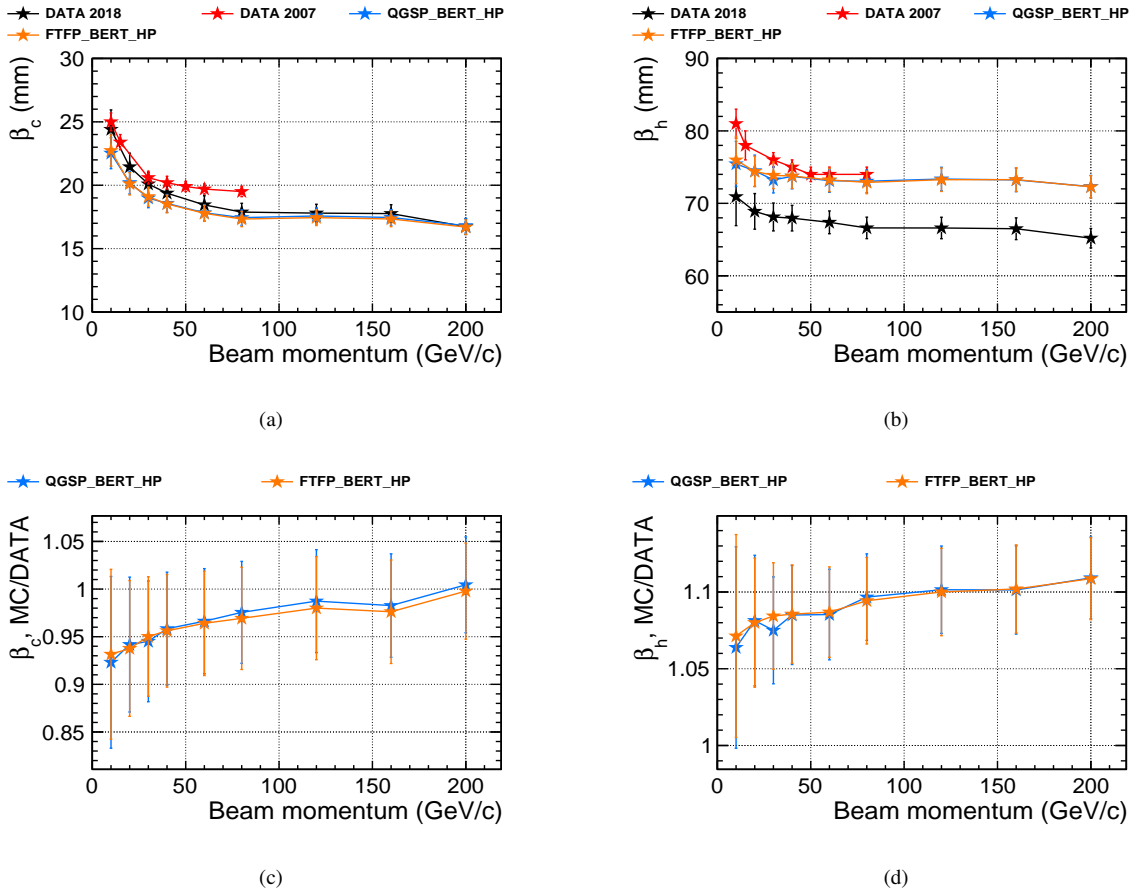 (a)
DATA 2018 DATA 2007 QGSP_BERT_HP
FTFP_BERT_HP
β_c (mm)
30
25
20
15
10
0 50 100 150 200
Beam momentum (GeV/c)
(b)
DATA 2018 DATA 2007 QGSP_BERT_HP
FTFP_BERT_HP
β_h (mm)
90
80
70
60
0 50 100 150 200
Beam momentum (GeV/c)
(a)
(b)
QGSP_BERT_HP FTFP_BERT_HP
β_c, MC/DATA
1.05
1
0.95
0.9
0.85
0 50 100 150 200
Beam momentum (GeV/c)
QGSP_BERT_HP FTFP_BERT_HP
β_h, MC/DATA
1.1
1.05
1
0 50 100 150 200
Beam momentum (GeV/c)
(c)
(d)